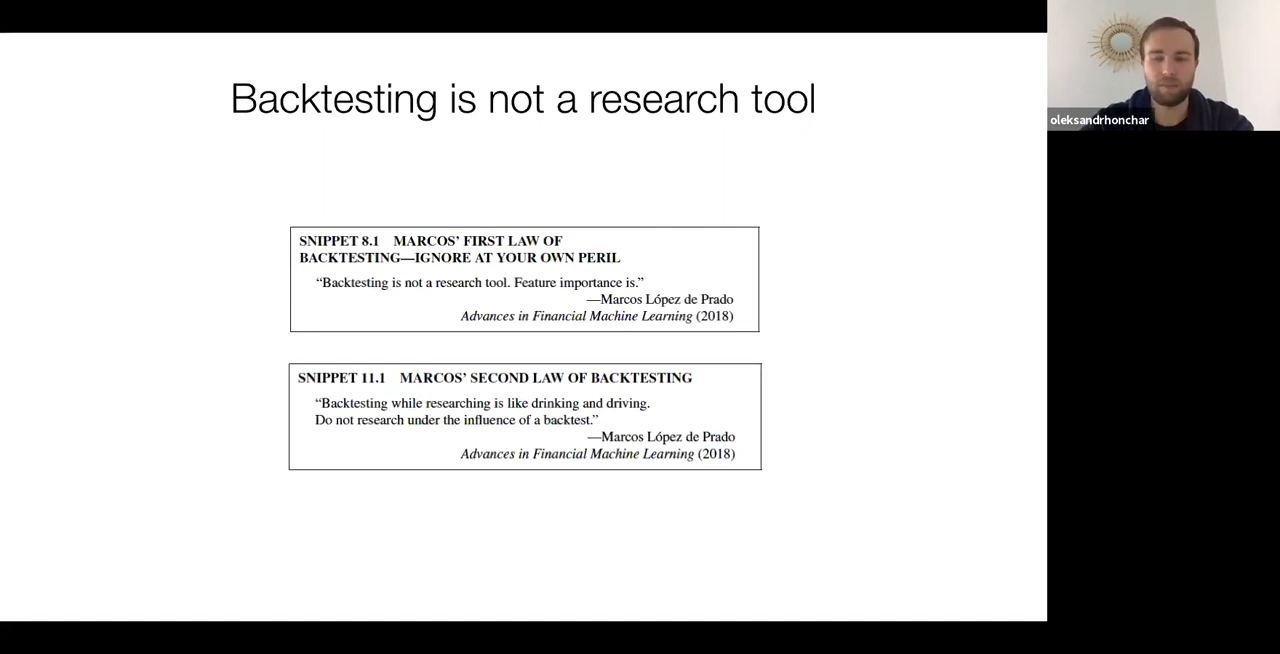 Backtesting is not a research tool
SNIPPET 8.1 MARCOS’ FIRST LAW OF
BACKTESTING—IGNORE AT YOUR OWN PERIL
“Backtesting is not a research tool. Feature importance is.”
—Marcos López de Prado
Advances in Financial Machine Learning (2018)
SNIPPET 11.1 MARCOS’ SECOND LAW OF BACKTESTING
“Backtesting while researching is like drinking and driving.
Do not research under the influence of a backtest.”
—Marcos López de Prado
Advances in Financial Machine Learning (2018)
oleksandrhonchar